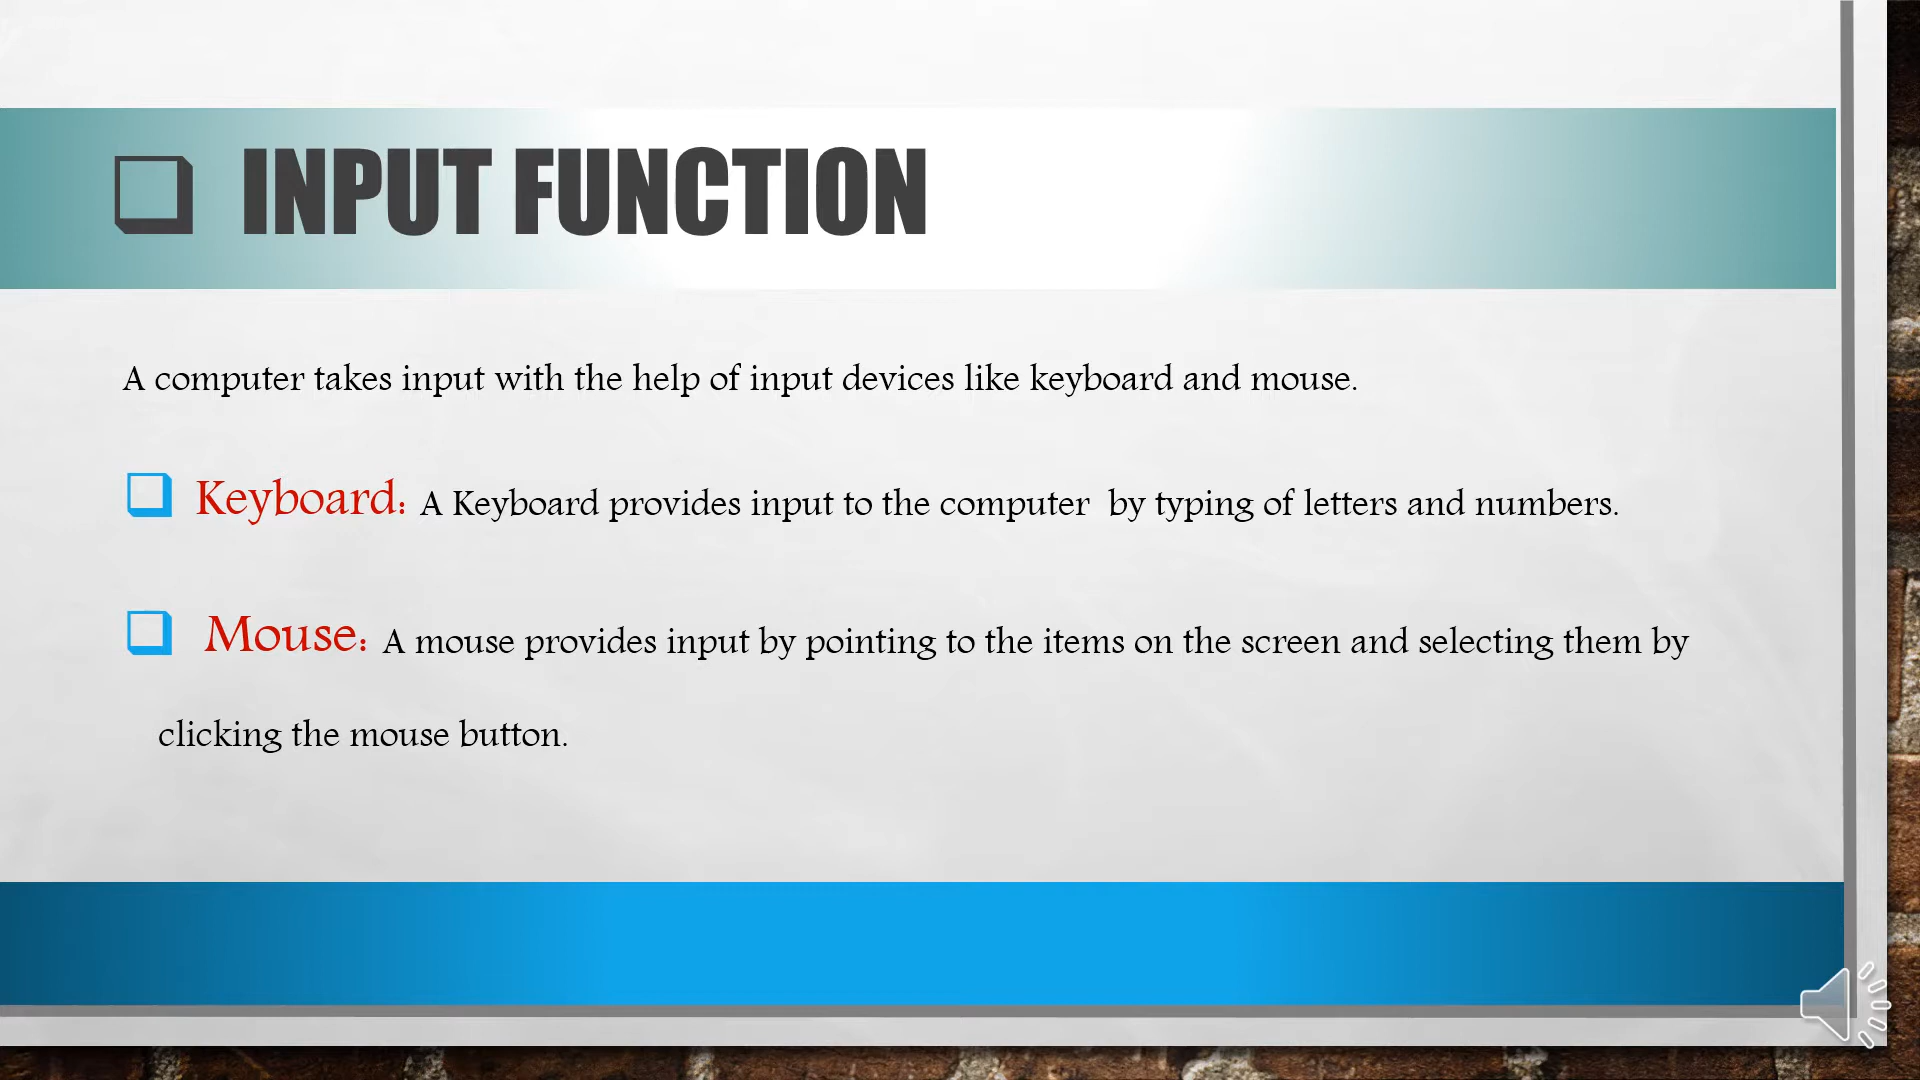 INPUT FUNCTION
A computer takes input with the help of input devices like keyboard and mouse.
Keyboard: A Keyboard provides input to the computer by typing of letters and numbers.
Mouse: A mouse provides input by pointing to the items on the screen and selecting them by
clicking the mouse button.